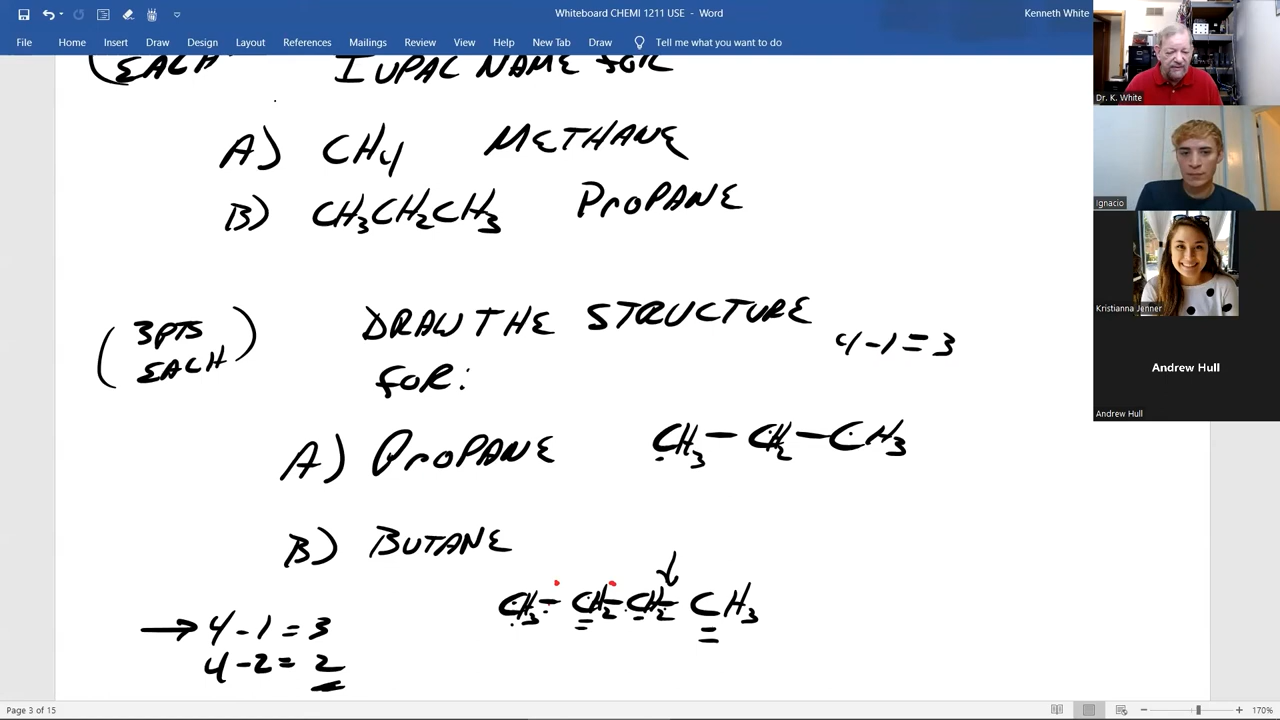 Whiteboard CHEMI 1211 USE - Word
Kenneth White
File Home Insert Draw Design Layout References Mailings Review View Help New Tab Draw Tell me what you want to do
EACH IUPAC NAME FOR
A) CH4 METHANE
B) CH3CH2CH3 PROPANE
(3PTS EACH) DRAW THE STRUCTURE
FOR:
4-1=3
A) PROPANE CH3-CH2-CH3
B) BUTANE
CH3-CH2-CH2-CH3
→ 4-1=3
4-2=2
Dr. K. White
Ignacio
Kristianna Jenner
Andrew Hull
Andrew Hull
Page 3 of 15
170%